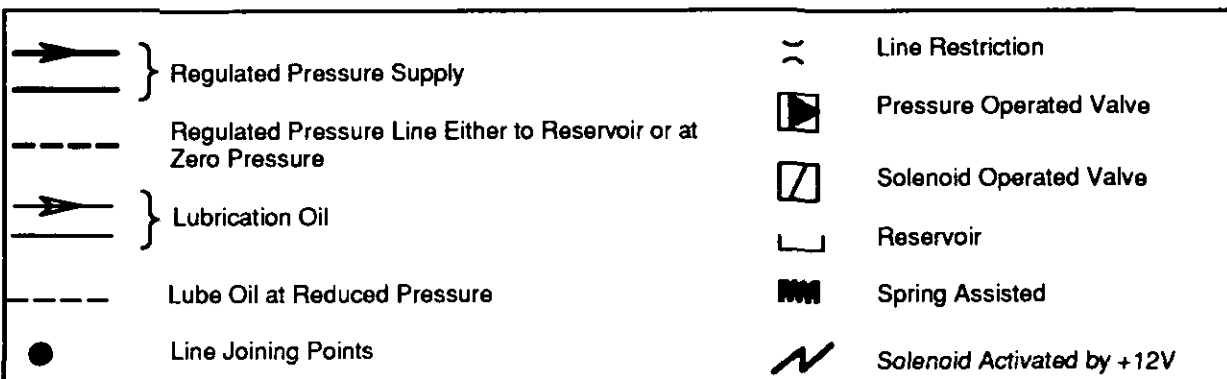 Regulated Pressure Supply
Regulated Pressure Line Either to Reservoir or at
Zero Pressure
Lubrication Oil
Lube Oil at Reduced Pressure
Line Joining Points
Line Restriction
Pressure Operated Valve
Solenoid Operated Valve
Reservoir
Spring Assisted
Solenoid Activated by +12V